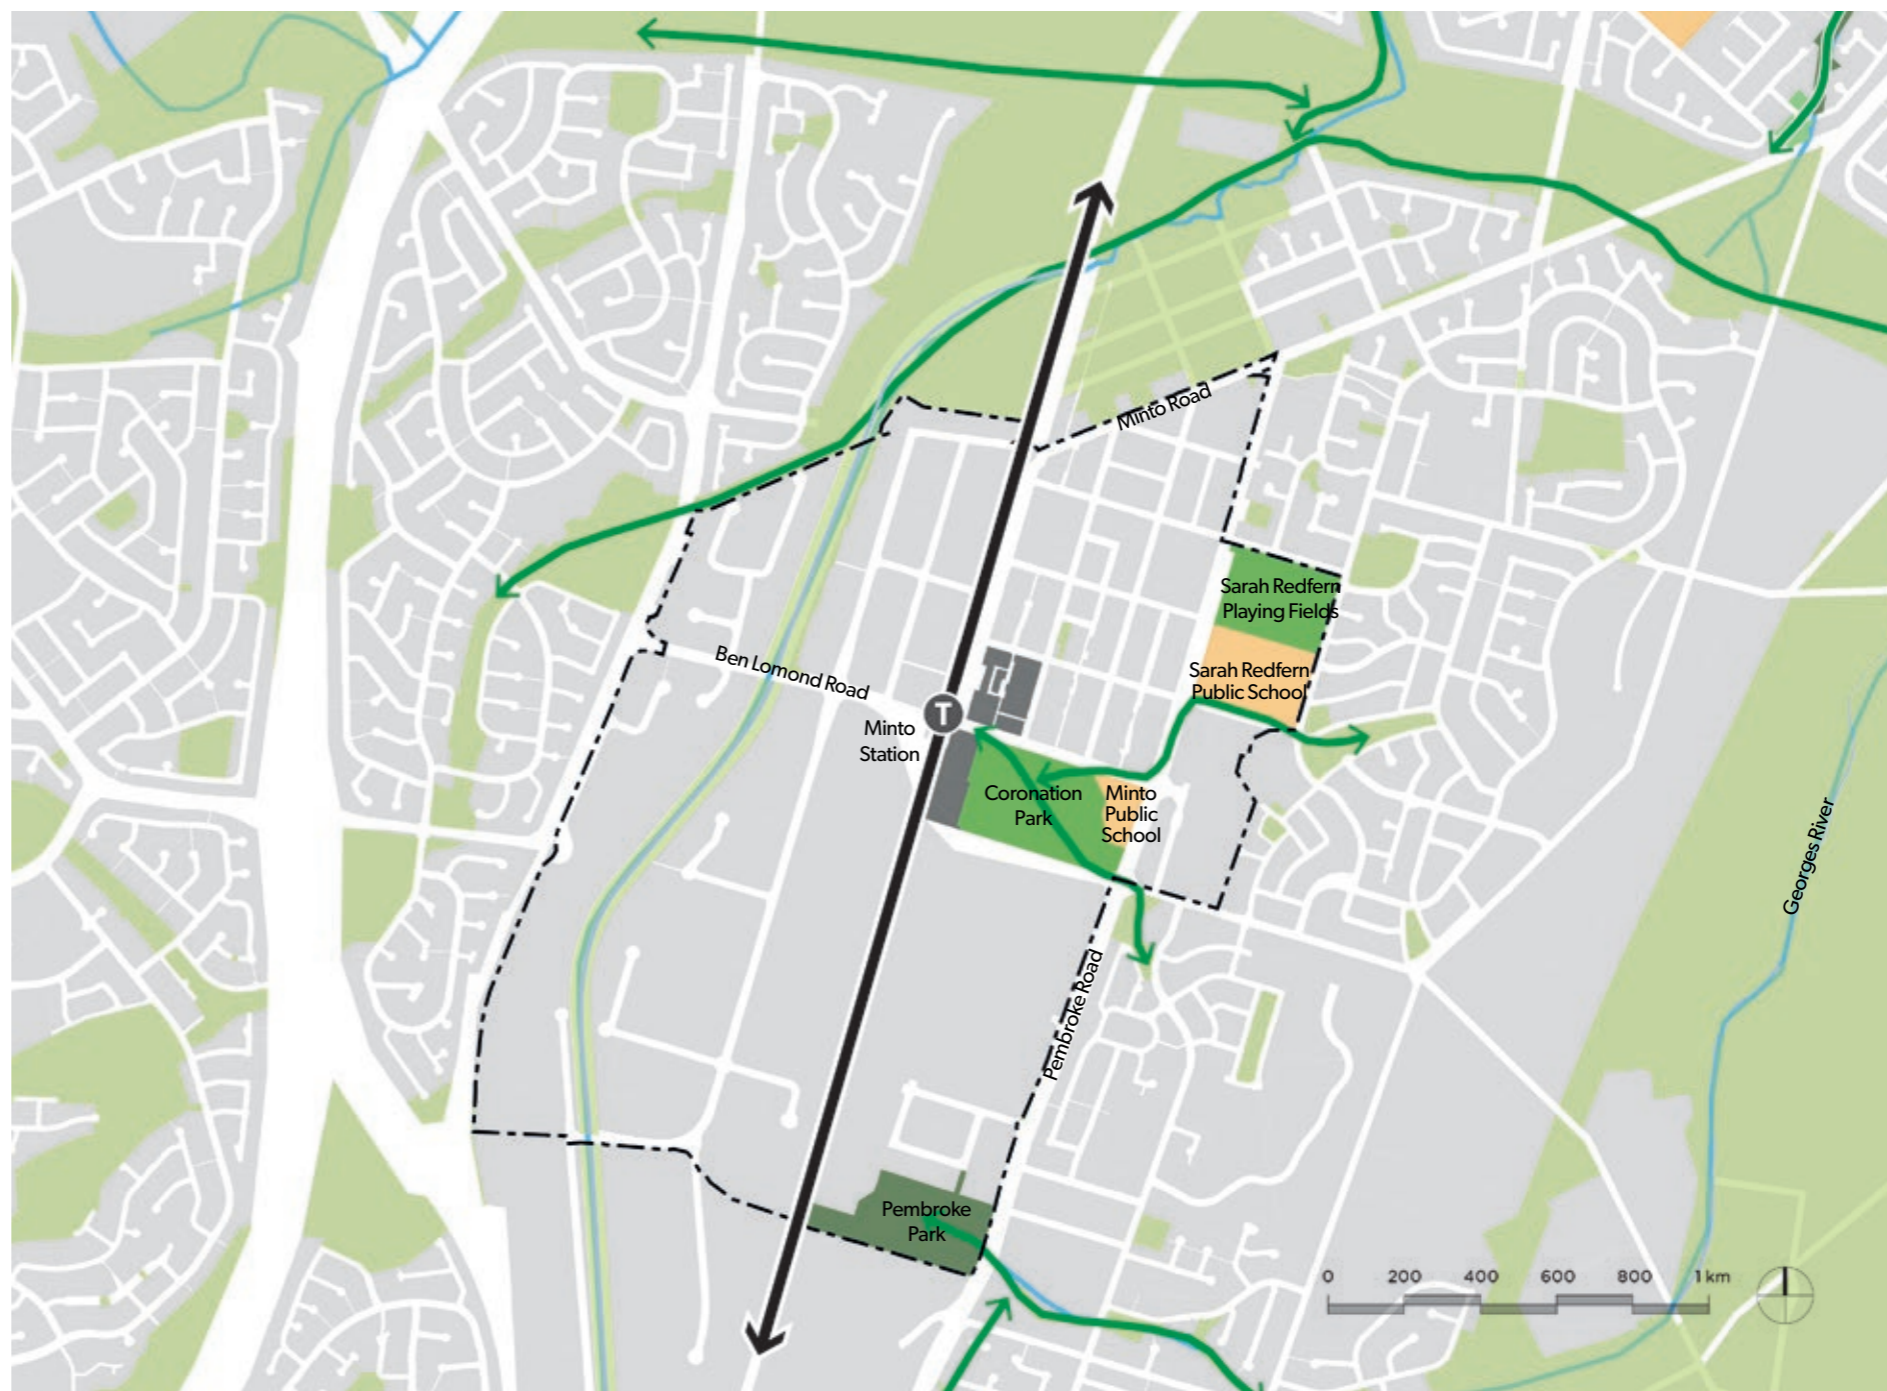 Minto Road
Sarah Redfern
Playing Fields
Ben Lomond Road
Sarah Redfern
Public School
T
Minto
Station
Coronation
Park
Minto
Public
School
Georges River
Pembroke Road
Pembroke
Park
0 200 400 600 800 1 km